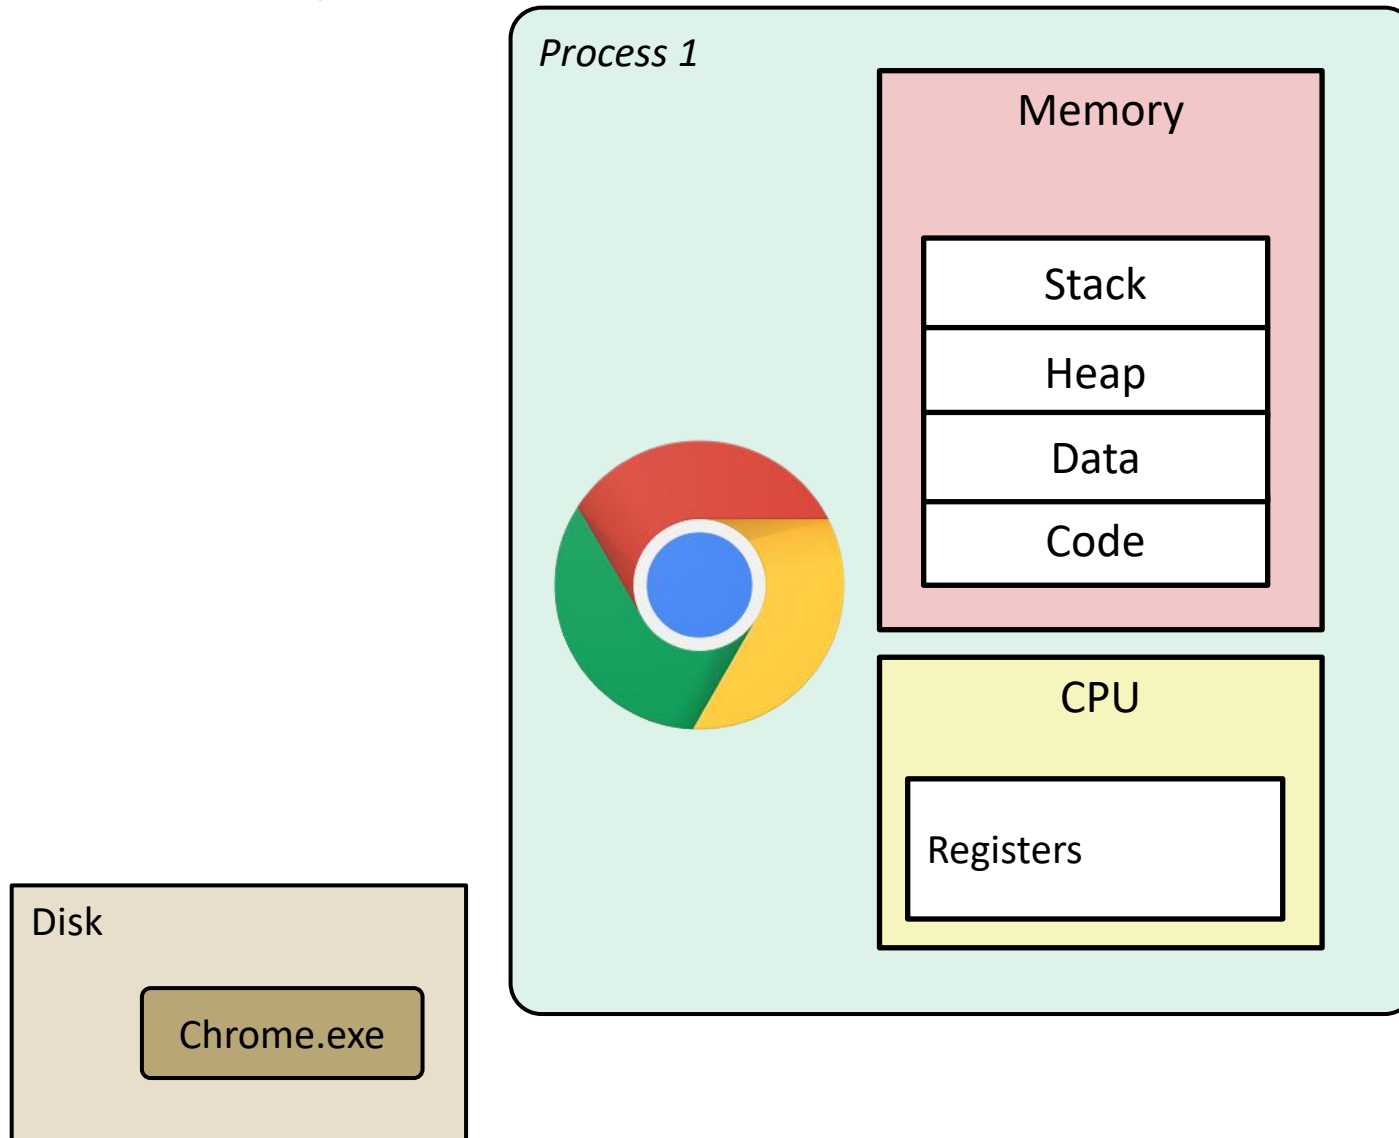 Process 1
Memory
Stack
Heap
Data
Code
CPU
Registers
Disk
Chrome.exe